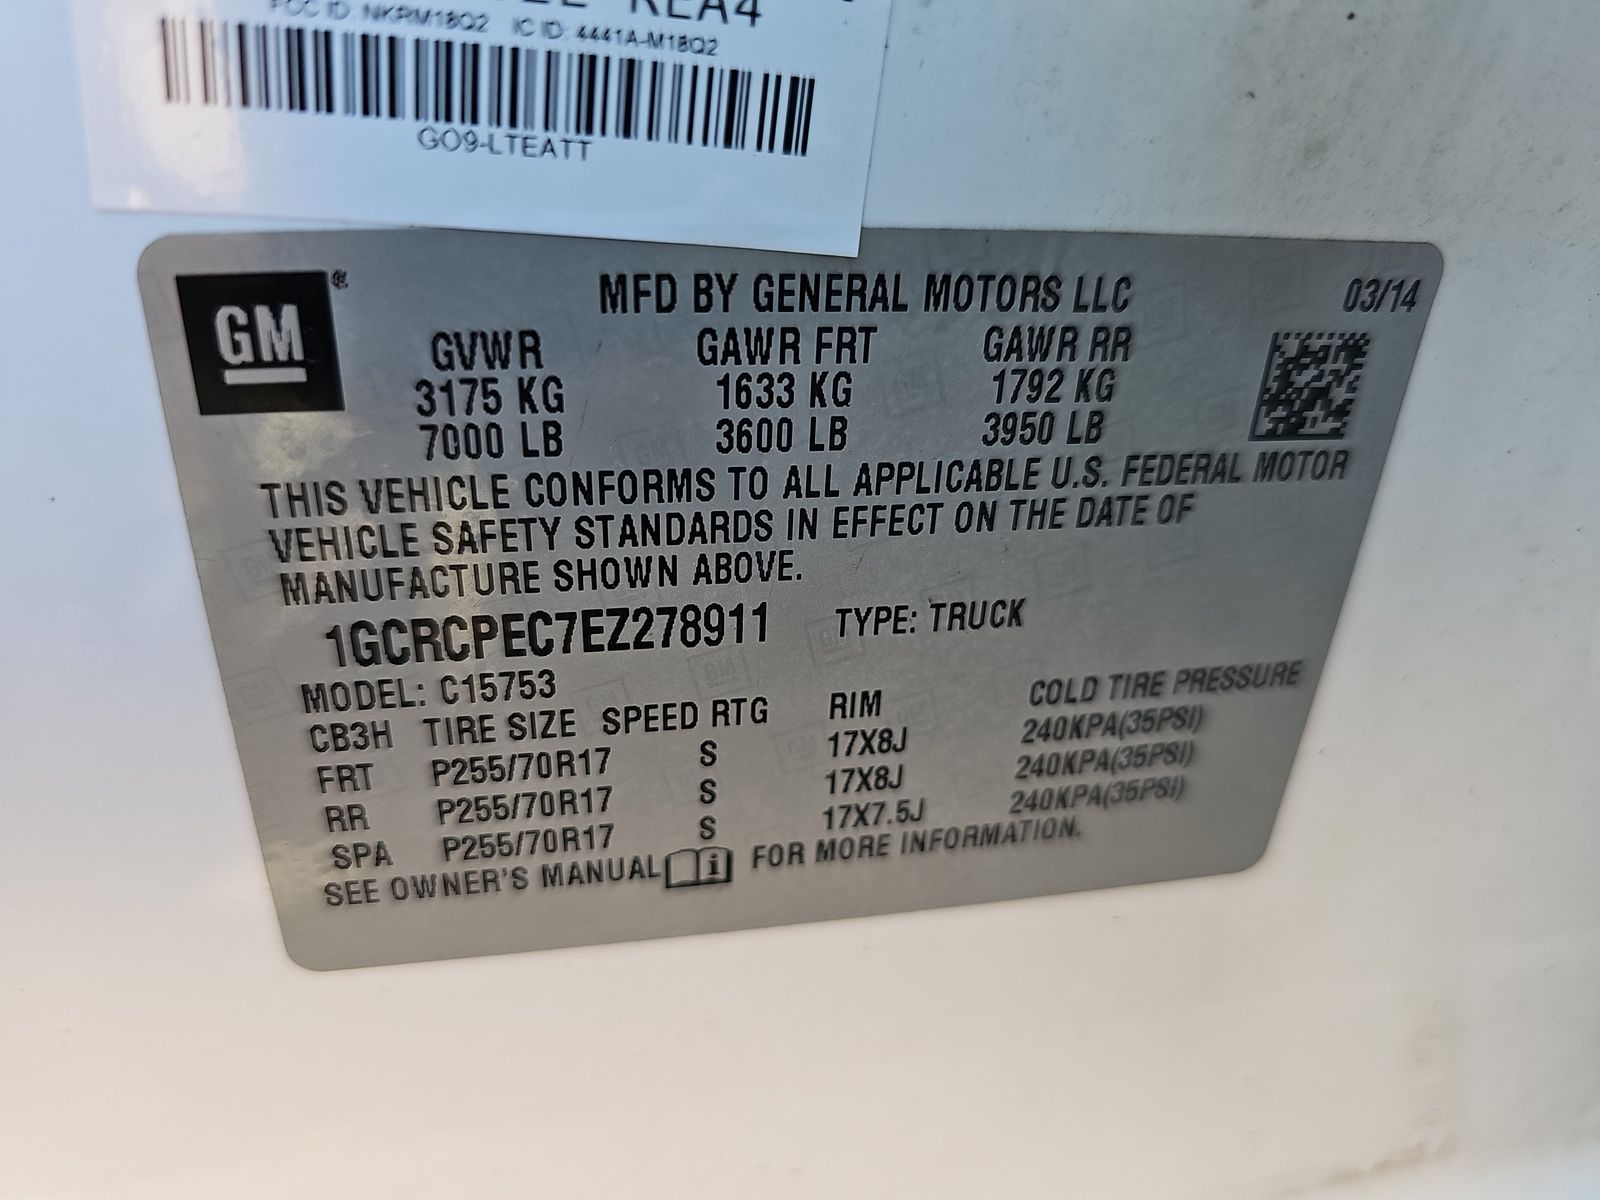 KEA4
FCC ID: NKRM18Q2 IC ID: 4441A-M18Q2
GO9-LTEATT
GM®
MFD BY GENERAL MOTORS LLC 03/14
GVWR GAWR FRT GAWR RR
3175 KG 1633 KG 1792 KG
7000 LB 3600 LB 3950 LB
THIS VEHICLE CONFORMS TO ALL APPLICABLE U.S. FEDERAL MOTOR
VEHICLE SAFETY STANDARDS IN EFFECT ON THE DATE OF
MANUFACTURE SHOWN ABOVE.
1GCRCPEC7EZ278911 TYPE: TRUCK
MODEL: C15753
CB3H TIRE SIZE SPEED RTG RIM COLD TIRE PRESSURE
FRT P255/70R17 S 17X8J 240KPA(35PSI)
RR P255/70R17 S 17X8J 240KPA(35PSI)
SPA P255/70R17 S 17X7.5J 240KPA(35PSI)
SEE OWNER'S MANUAL FOR MORE INFORMATION.